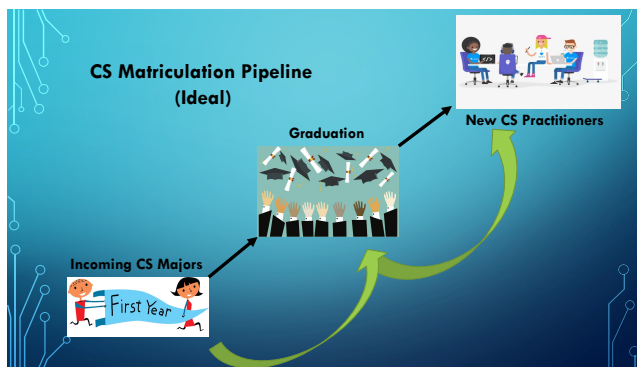 CS Matriculation Pipeline
(Ideal)
New CS Practitioners
Graduation
Incoming CS Majors
First Year